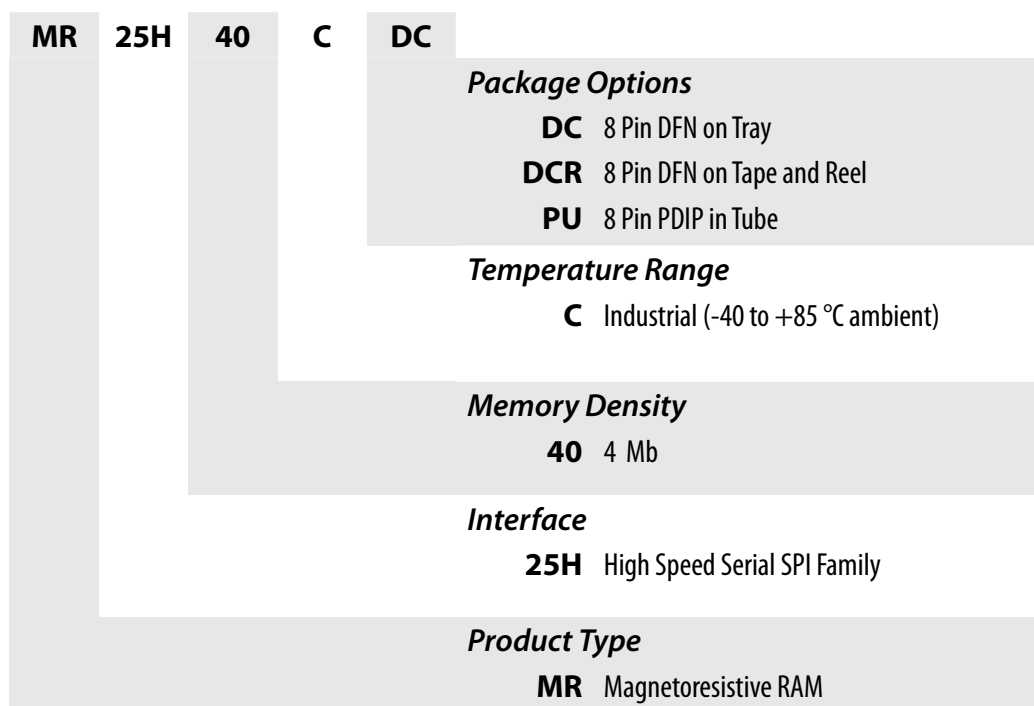 MR 25H 40 C DC
Package Options
DC 8 Pin DFN on Tray
DCR 8 Pin DFN on Tape and Reel
PU 8 Pin PDIP in Tube
Temperature Range
C Industrial (-40 to +85 °C ambient)
Memory Density
40 4 Mb
Interface
25H High Speed Serial SPI Family
Product Type
MR Magnetoresistive RAM